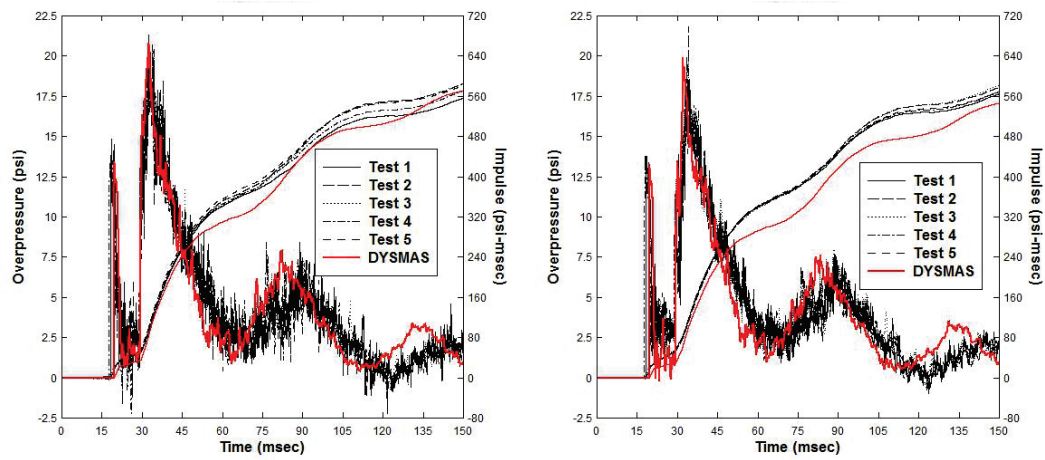 22.5
20
17.5
15
12.5
10
7.5
5
2.5
0
-2.5
Overpressure (psi)
0 15 30 45 60 75 90 105 120 135 150
Time (msec)
720
640
560
480
400
320
240
160
80
0
-80
Impulse (psi-msec)
Test 1
Test 2
Test 3
Test 4
Test 5
DYSMAS
22.5
20
17.5
15
12.5
10
7.5
5
2.5
0
-2.5
Overpressure (psi)
0 15 30 45 60 75 90 105 120 135 150
Time (msec)
720
640
560
480
400
320
240
160
80
0
-80
Impulse (psi-msec)
Test 1
Test 2
Test 3
Test 4
Test 5
DYSMAS